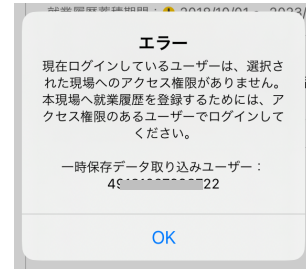 エラー
現在ログインしているユーザーは、選択さ
れた現場へのアクセス権限がありません。
本現場へ就業履歴を登録するためには、ア
クセス権限のあるユーザーでログインして
ください。
一時保存データ取り込みユーザー：
OK